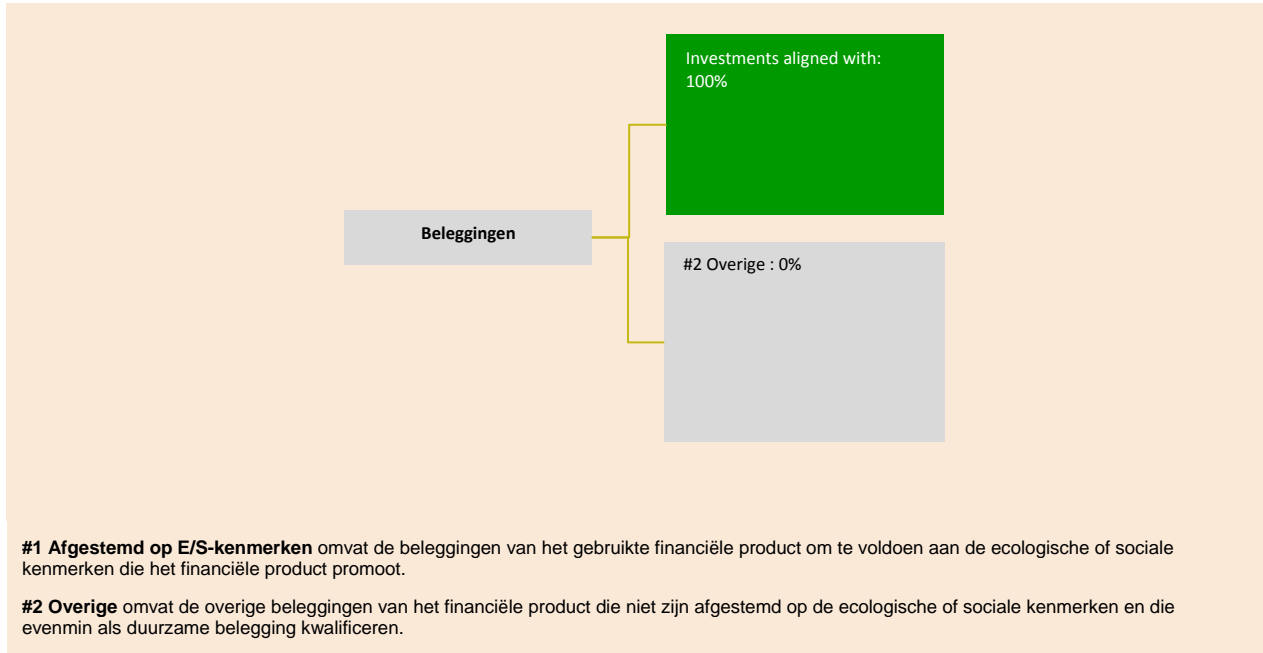 Investments aligned with:
100%
Beleggingen
#2 Overige : 0%
#1 Afgestemd op E/S-kenmerken omvat de beleggingen van het gebruikte financiële product om te voldoen aan de ecologische of sociale
kenmerken die het financiële product promoot.
#2 Overige omvat de overige beleggingen van het financiële product die niet zijn afgestemd op de ecologische of sociale kenmerken en die
evenmin als duurzame belegging kwalificeren.